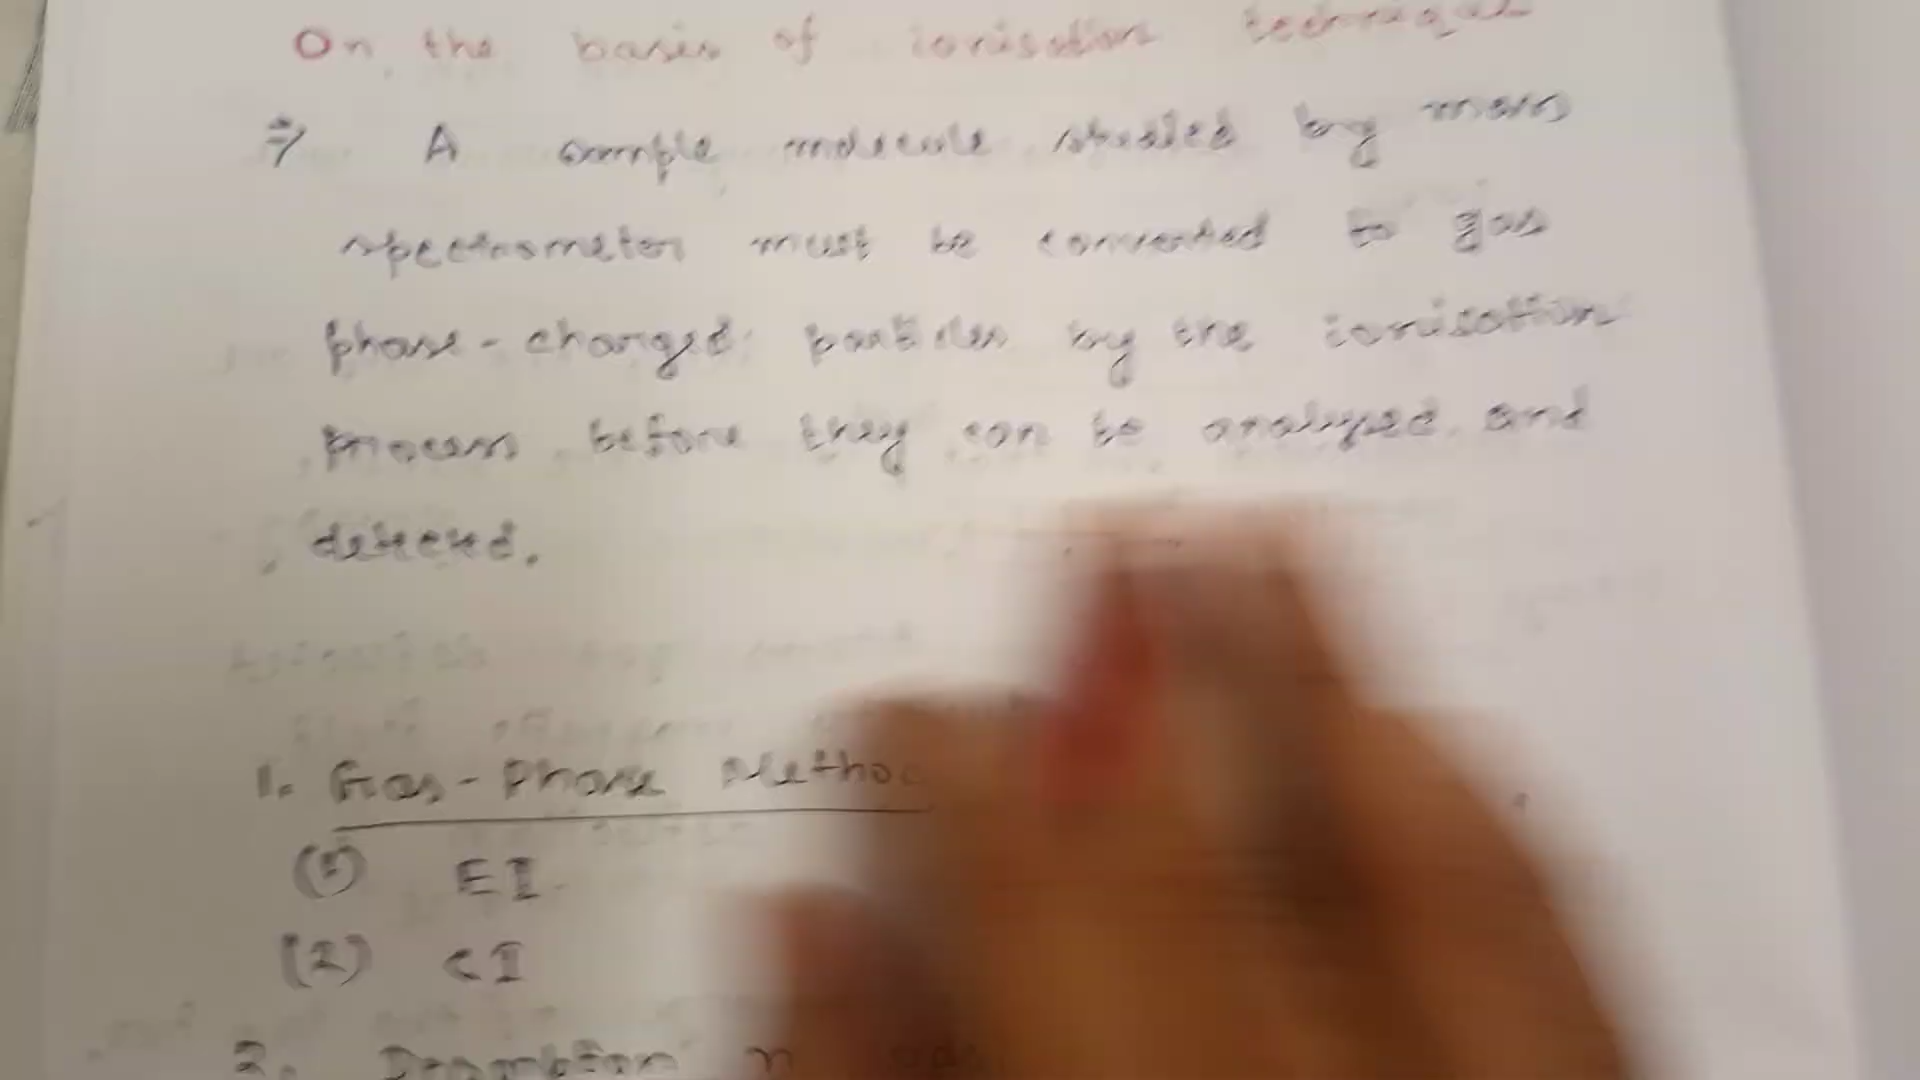 On the basis of ionisation technique
⇒ A sample molecule studied by mass
spectrometer must be converted to gas
phase-charged particles by the ionisation
process before they can be analysed and
detected.
1. Gas-Phase Metho
(1) EI
(2) CI
2. Desorption